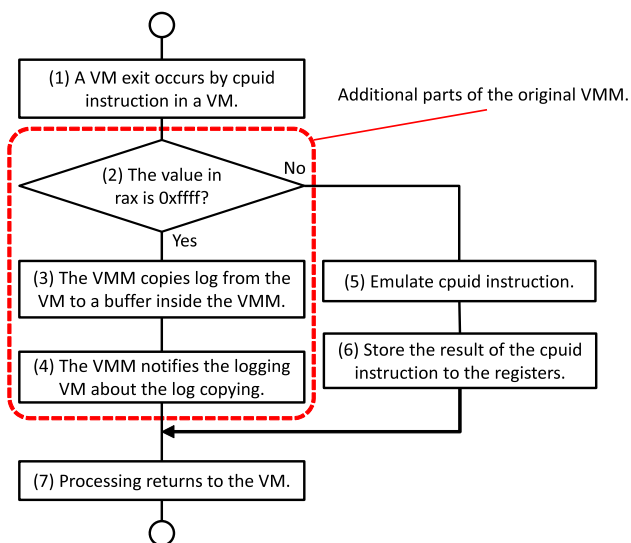 (1) A VM exit occurs by cpuid
instruction in a VM.
Additional parts of the original VMM.
(2) The value in
rax is 0xffff?
No
Yes
(3) The VMM copies log from the
VM to a buffer inside the VMM.
(5) Emulate cpuid instruction.
(4) The VMM notifies the logging
VM about the log copying.
(6) Store the result of the cpuid
instruction to the registers.
(7) Processing returns to the VM.